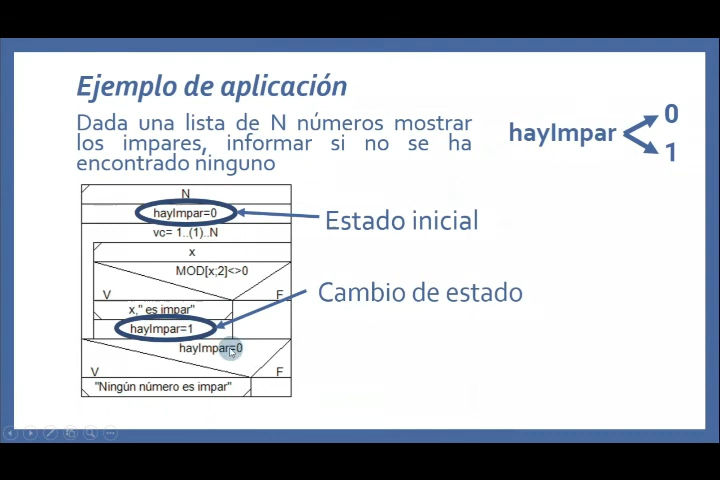 Ejemplo de aplicación
Dada una lista de N números mostrar
los impares, informar si no se ha
encontrado ninguno
hayImpar
0
1
N
hayImpar=0
Estado inicial
vc= 1..(1)..N
x
MOD[x;2]<>0
V
F
Cambio de estado
x," es impar"
hayImpar=1
hayImpar=0
V
F
"Ningún número es impar"